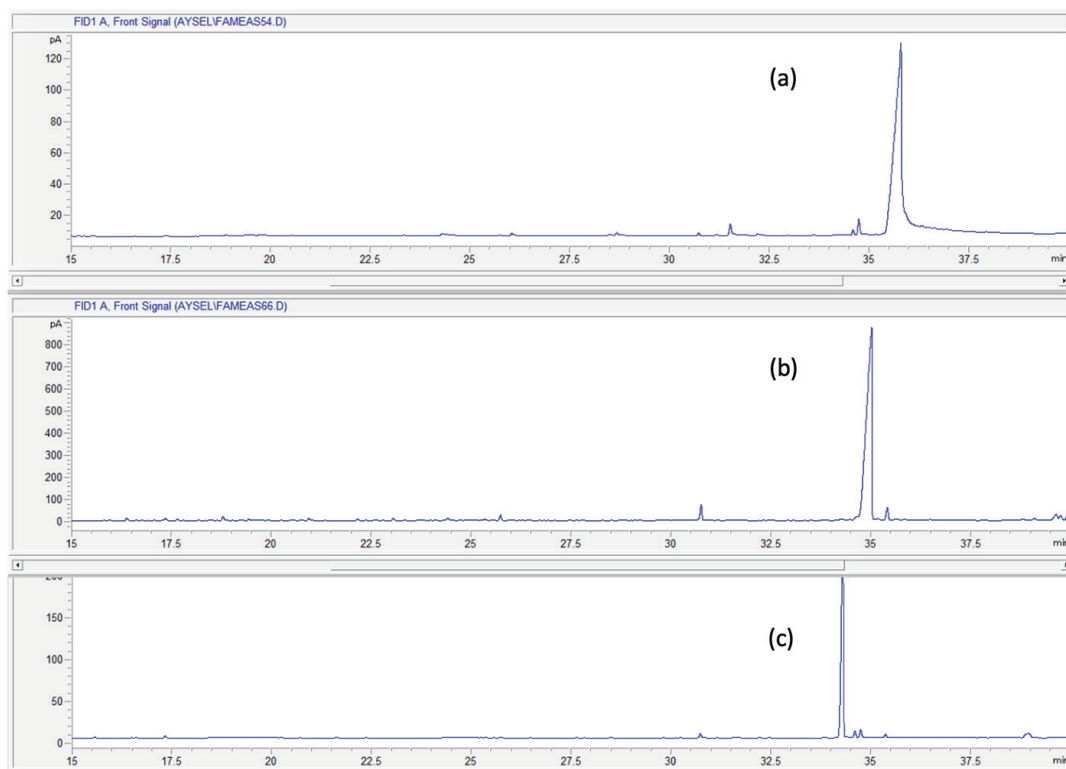 FID1 A, Front Signal (AYSEL\FAMEAS54.D)
pA
120
100
80
60
40
20
(a)
15 17.5 20 22.5 25 27.5 30 32.5 35 37.5 min
FID1 A, Front Signal (AYSEL\FAMEAS66.D)
pA
800
700
600
500
400
300
200
100
0
(b)
15 17.5 20 22.5 25 27.5 30 32.5 35 37.5 min
200
150
100
50
0
(c)
15 17.5 20 22.5 25 27.5 30 32.5 35 37.5 min